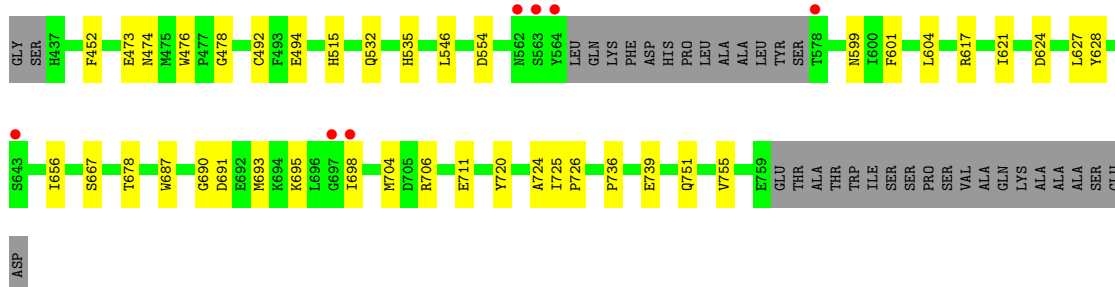 GLY SER H437 F452 E473 N474 M475 W476 P477 G478 C492 F493 E494 H515 Q532 H535 L546 D554 N562 S563 Y564 LEU GLN LYS PHE ASP HIS PRO LEU ALA ALA LEU TYR SER T578 N599 I600 F601 L604 R617 I621 D624 L627 Y628
S643 I656 S667 T678 W687 G690 D691 E692 M693 K694 K695 L696 G697 I698 M704 D705 R706 E711 Y720 A724 I725 P726 P736 E739 Q751 V755 E759 GLU THR ALA THR TRP ILE SER SER PRO SER VAL ALA GLN LYS ALA ALA ALA SER GLU
ASP